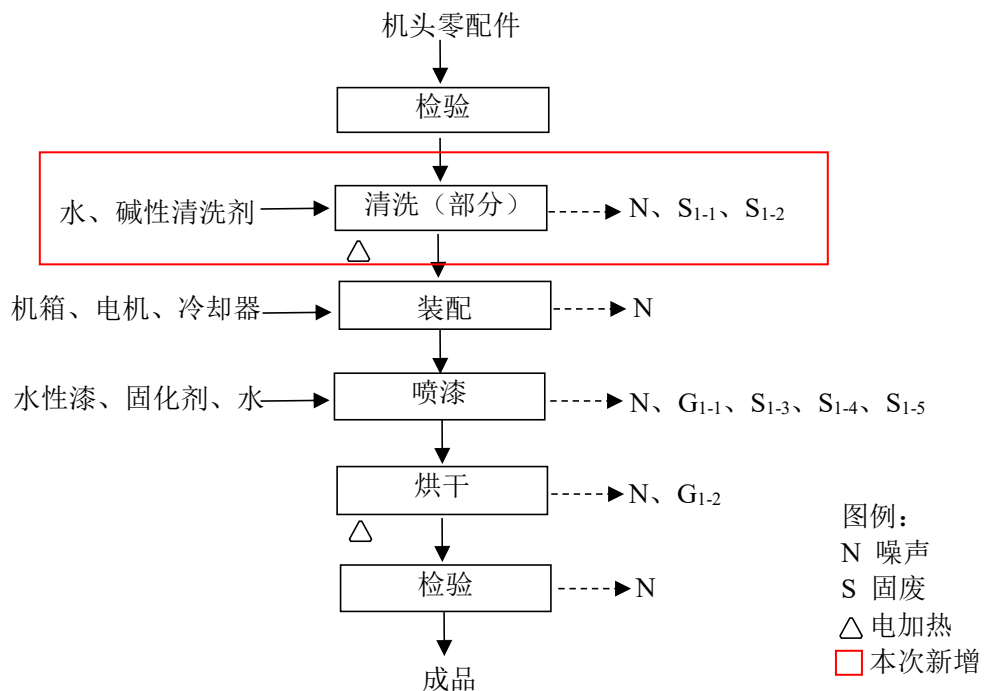 机头零配件
检验
水、碱性清洗剂
清洗（部分）
N、S1-1、S1-2
机箱、电机、冷却器
装配
N
水性漆、固化剂、水
喷漆
N、G1-1、S1-3、S1-4、S1-5
烘干
N、G1-2
检验
N
成品
图例：
N 噪声
S 固废
△ 电加热
本次新增